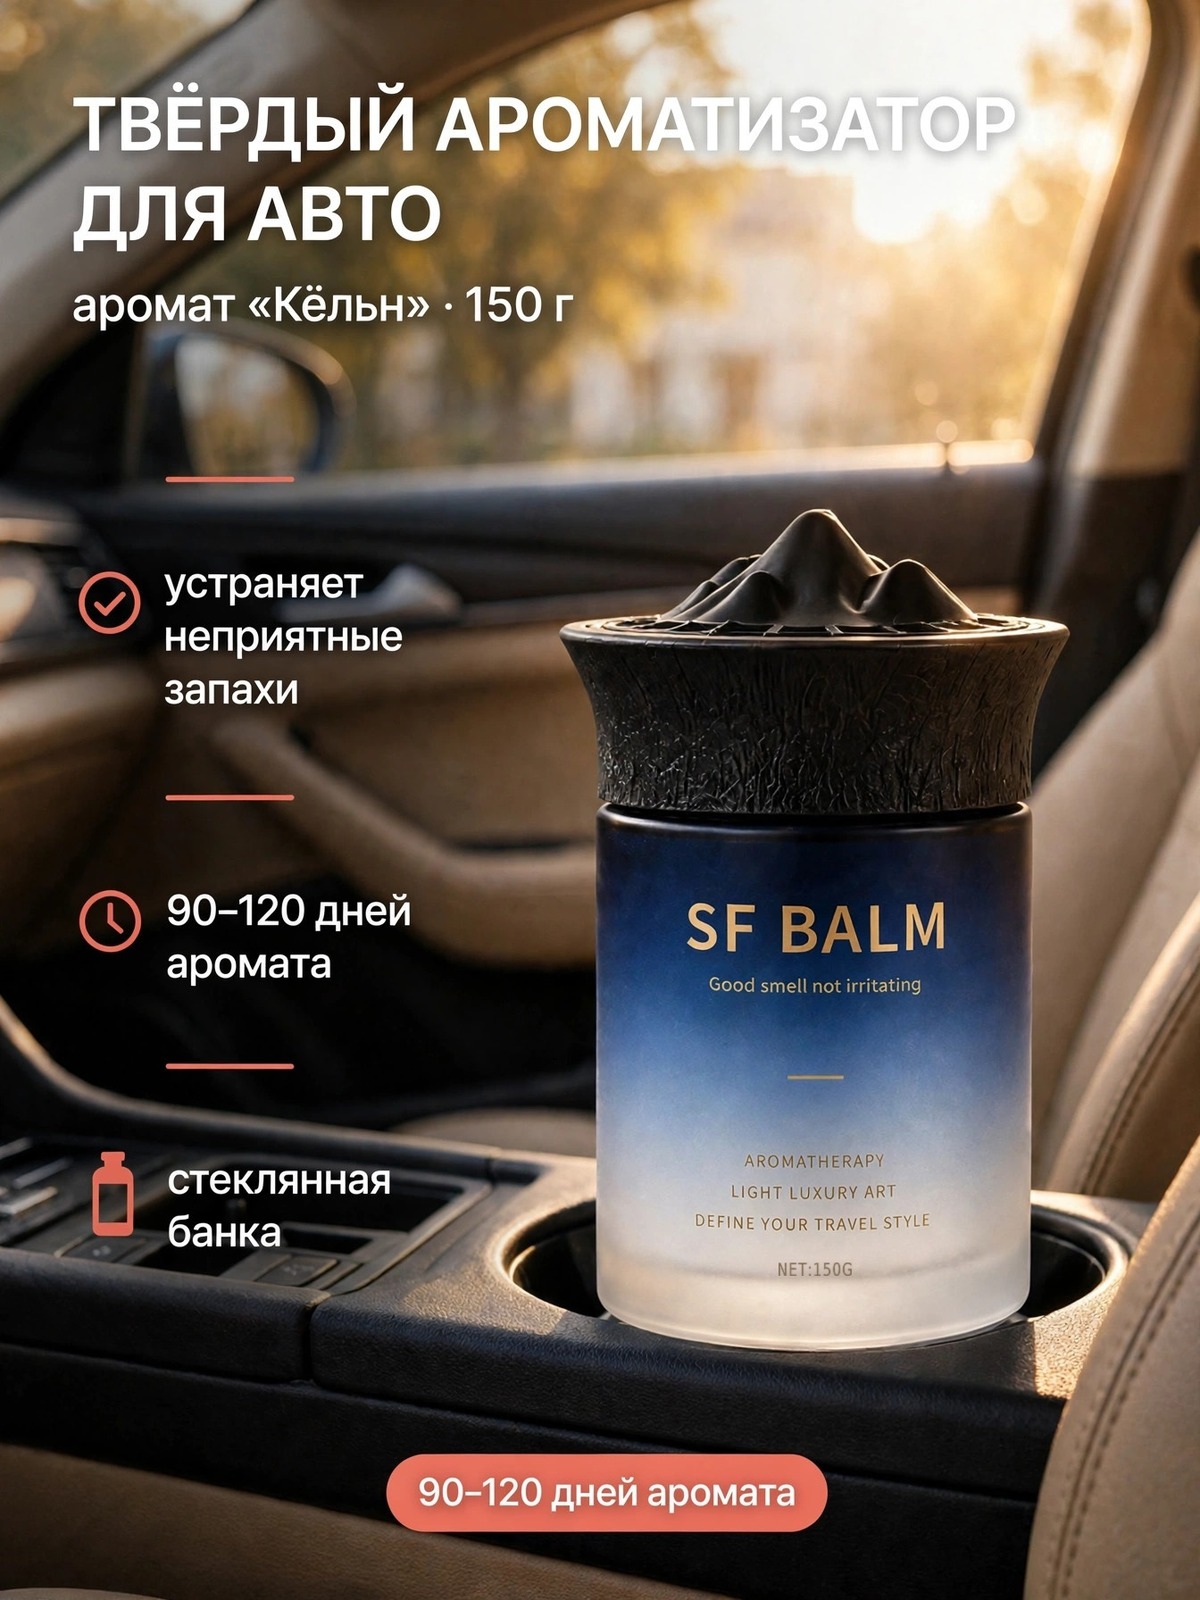 ТВЁРДЫЙ АРОМАТИЗАТОР
ДЛЯ АВТО
аромат «Кёльн» · 150 г
устраняет
неприятные
запахи
90–120 дней
аромата
стеклянная
банка
SF BALM
Good smell not irritating
AROMATHERAPY
LIGHT LUXURY ART
DEFINE YOUR TRAVEL STYLE
NET:150G
90–120 дней аромата